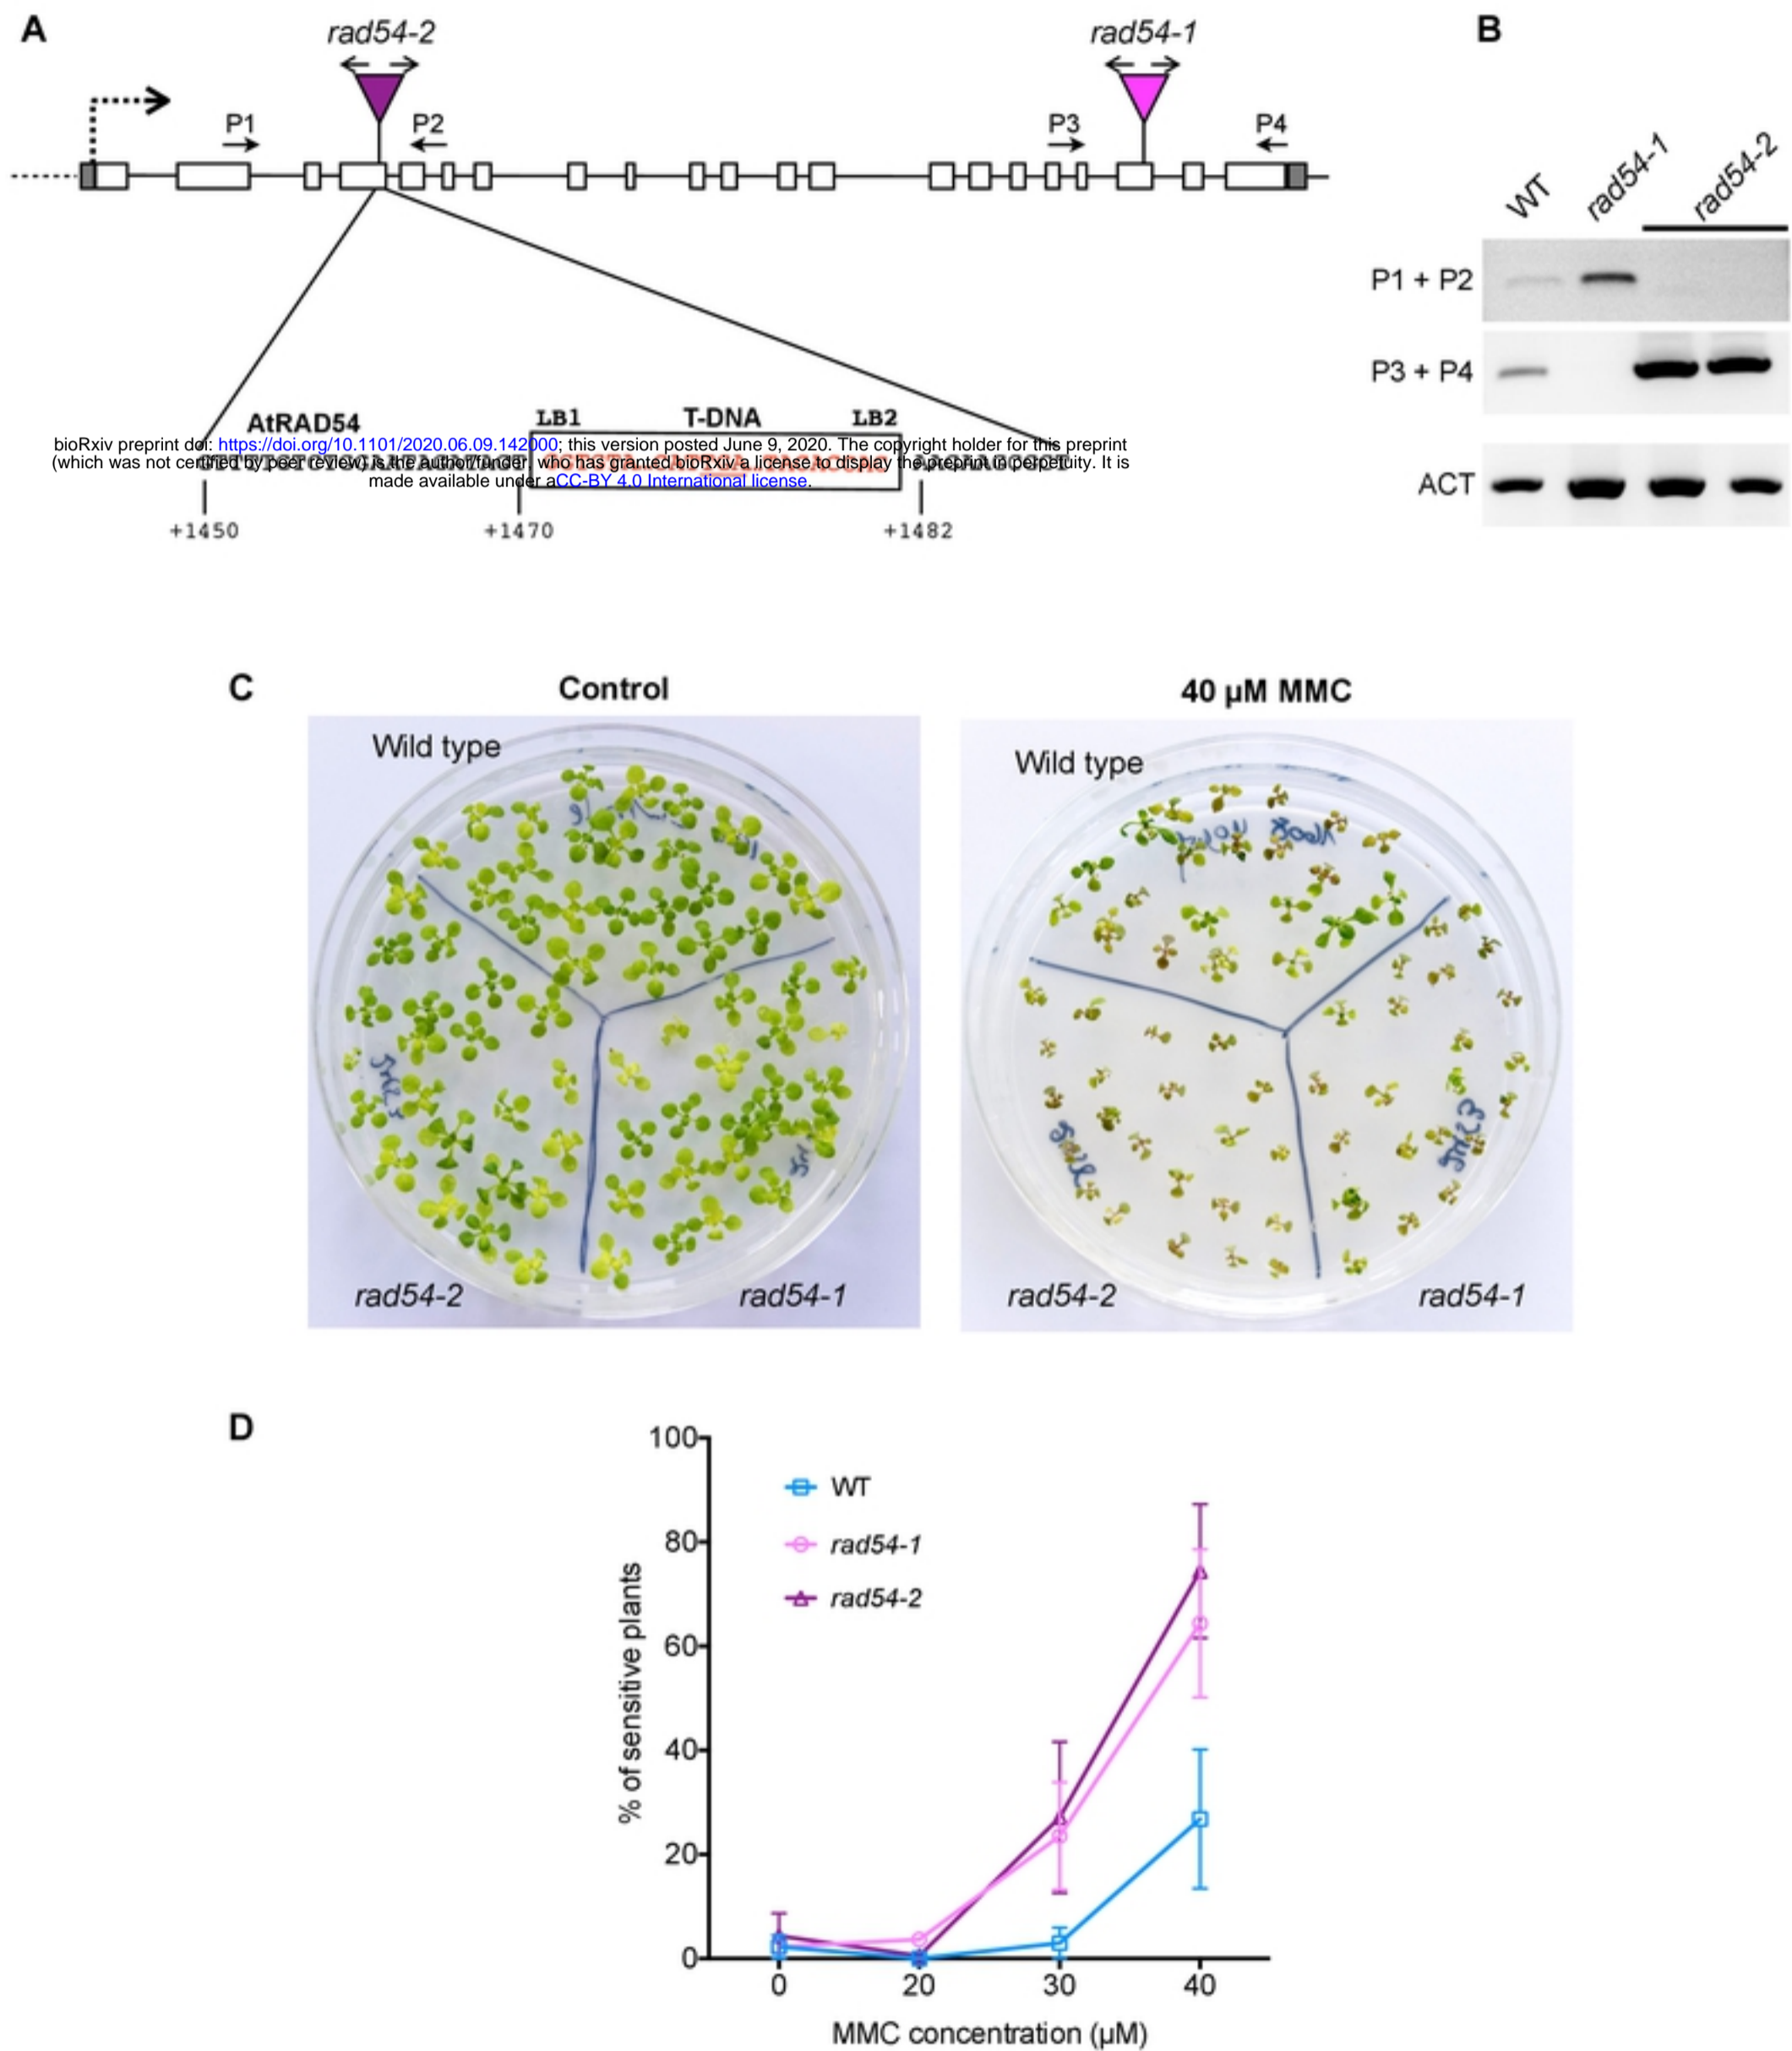 A
rad54-2
rad54-1
B
P1
P2
P3
P4
WT
rad54-1
rad54-2
P1 + P2
P3 + P4
ACT
AtRAD54
LB1
T-DNA
LB2
bioRxiv preprint doi: https://doi.org/10.1101/2020.06.09.142000; this version posted June 9, 2020. The copyright holder for this preprint
(which was not certified by peer review) is the author/funder, who has granted bioRxiv a license to display the preprint in perpetuity. It is
made available under aCC-BY 4.0 International license.
+1450
+1470
+1482
C
Control
40 µM MMC
Wild type
Wild type
rad54-2
rad54-1
rad54-2
rad54-1
D
100
80
60
40
20
0
% of sensitive plants
WT
rad54-1
rad54-2
0
20
30
40
MMC concentration (µM)